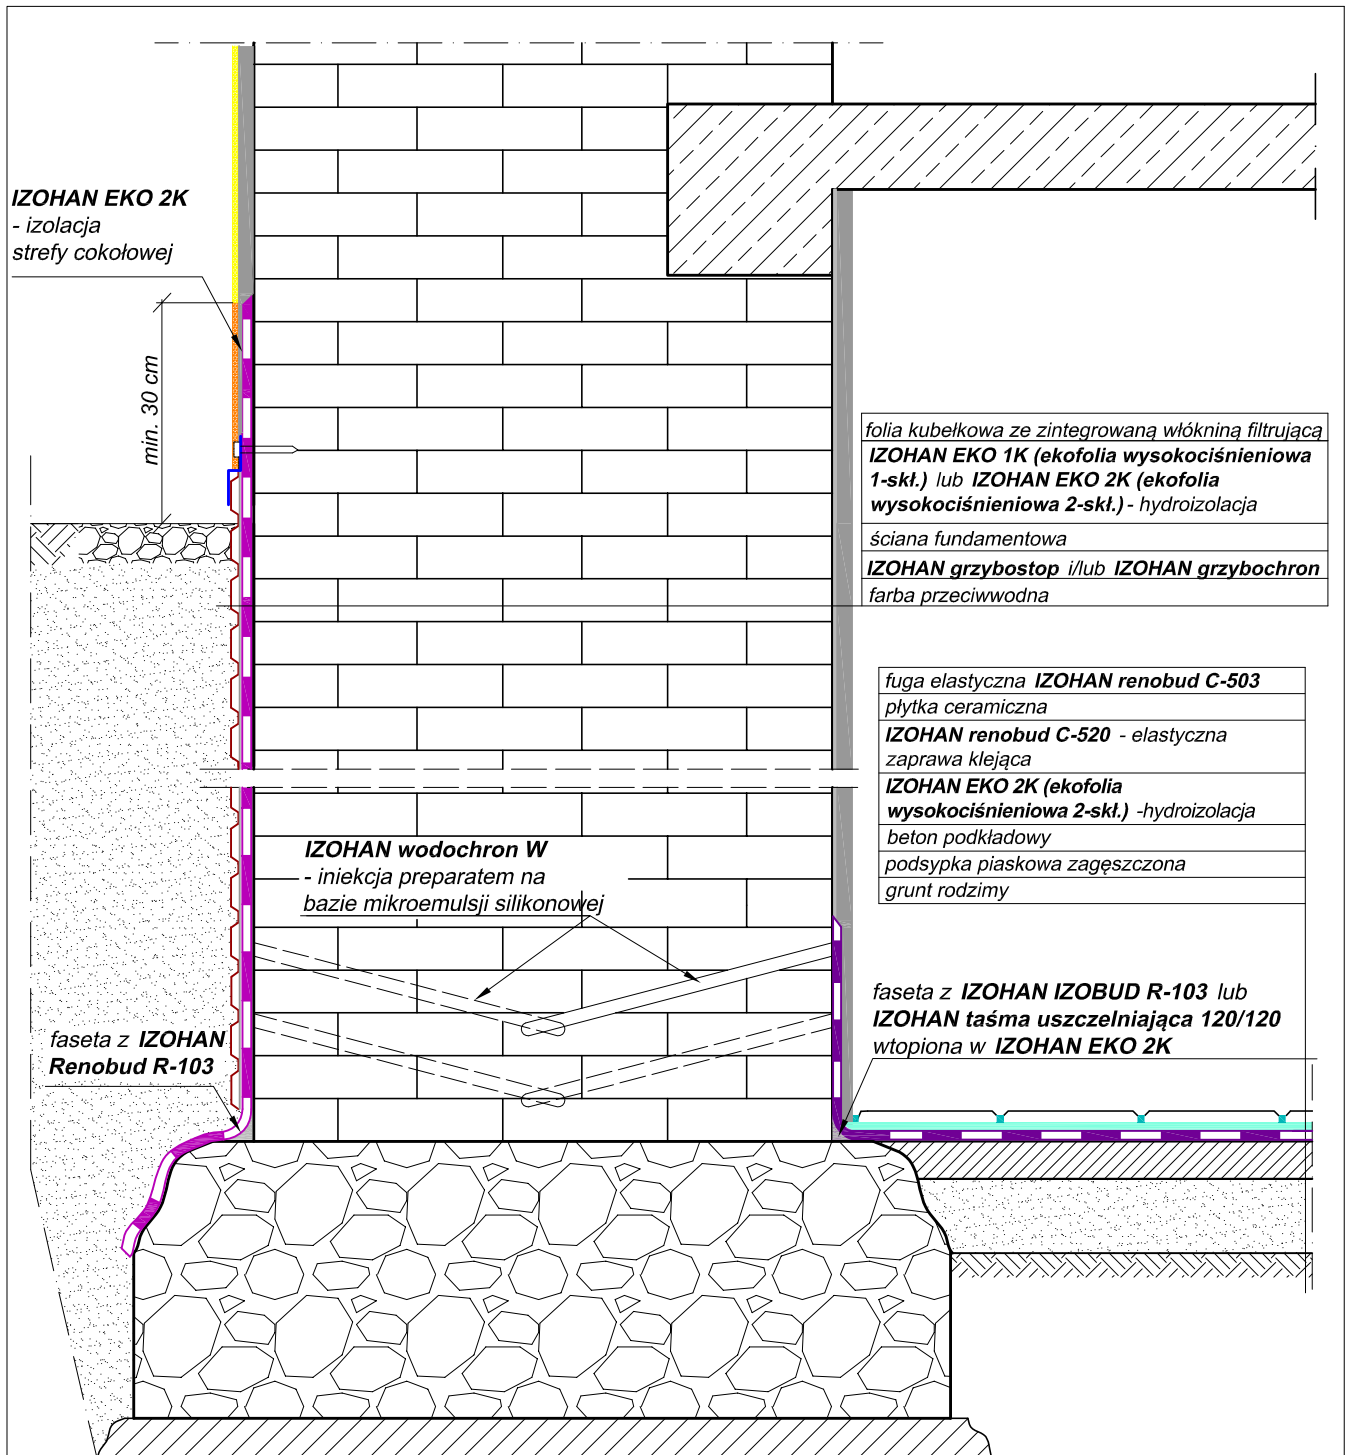 IZOHAN EKO 2K
- izolacja
strefy cokołowej
min. 30 cm
folia kubełkowa ze zintegrowaną włókniną filtrującą
IZOHAN EKO 1K (ekofolia wysokociśnieniowa
1-skł.) lub IZOHAN EKO 2K (ekofolia
wysokociśnieniowa 2-skł.) - hydroizolacja
ściana fundamentowa
IZOHAN grzybostop i/lub IZOHAN grzybochron
farba przeciwwodna
fuga elastyczna IZOHAN renobud C-503
płytka ceramiczna
IZOHAN renobud C-520 - elastyczna
zaprawa klejąca
IZOHAN EKO 2K (ekofolia
wysokociśnieniowa 2-skł.) -hydroizolacja
beton podkładowy
podsypka piaskowa zagęszczona
grunt rodzimy
IZOHAN wodochron W
- iniekcja preparatem na
bazie mikroemulsji silikonowej
faseta z IZOHAN
Renobud R-103
faseta z IZOHAN IZOBUD R-103 lub
IZOHAN taśma uszczelniająca 120/120
wtopiona w IZOHAN EKO 2K